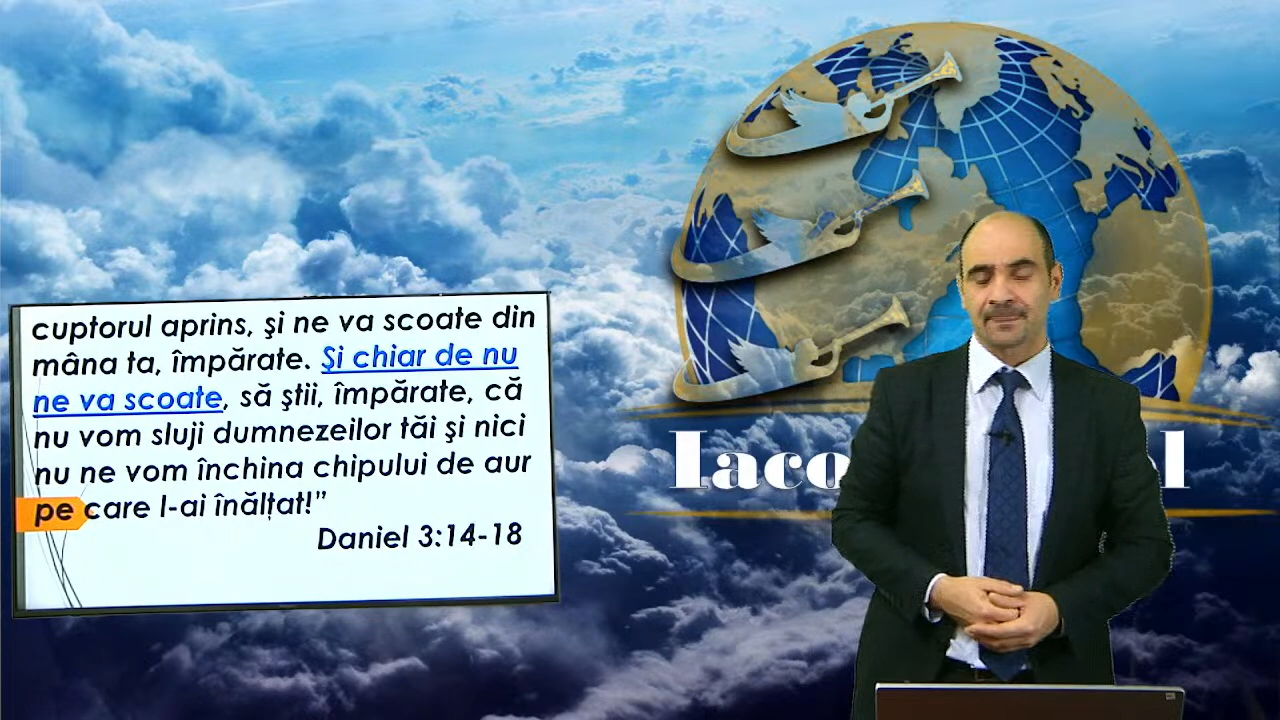 cuptorul aprins, şi ne va scoate din
mâna ta, împărate. Şi chiar de nu
ne va scoate, să ştii, împărate, că
nu vom sluji dumnezeilor tăi şi nici
nu ne vom închina chipului de aur
pe care l-ai înălțat!”
Daniel 3:14-18